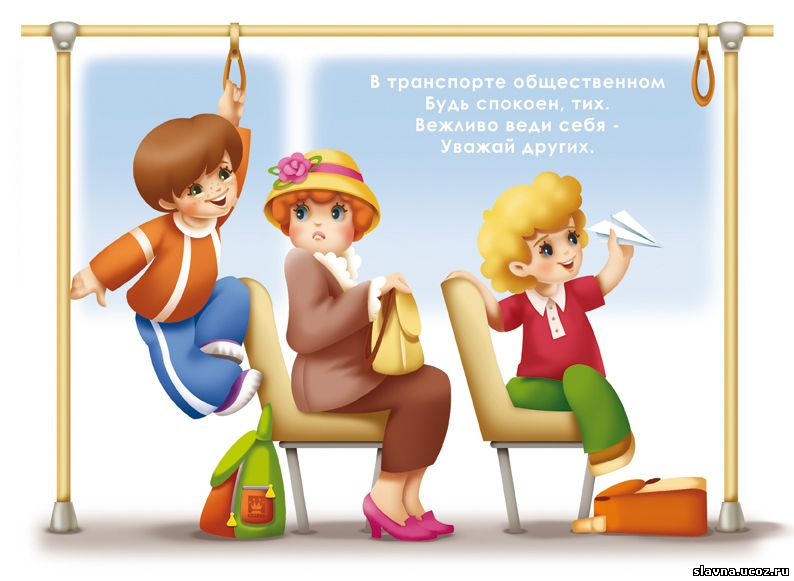 В транспорте общественном
Будь спокоен, тих.
Вежливо веди себя -
Уважай других.
slavna.ucoz.ru